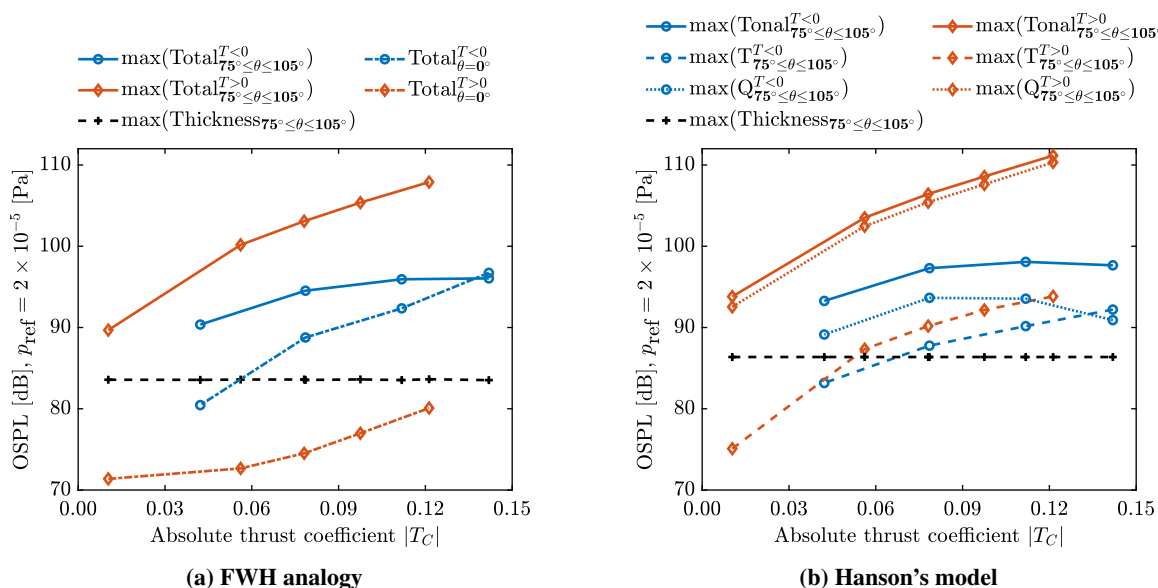 max(Total^{T<0}_{75°≤θ≤105°}) Total^{T<0}_{θ=0°}
max(Total^{T>0}_{75°≤θ≤105°}) Total^{T>0}_{θ=0°}
max(Thickness_{75°≤θ≤105°})
OSPL [dB], p_ref = 2 × 10^{-5} [Pa]
110
100
90
80
70
0.00 0.03 0.06 0.09 0.12 0.15
Absolute thrust coefficient |T_C|
(a) FWH analogy
max(Tonal^{T<0}_{75°≤θ≤105°}) max(Tonal^{T>0}_{75°≤θ≤105°})
max(T^{T<0}_{75°≤θ≤105°}) max(T^{T>0}_{75°≤θ≤105°})
max(Q^{T<0}_{75°≤θ≤105°}) max(Q^{T>0}_{75°≤θ≤105°})
max(Thickness_{75°≤θ≤105°})
OSPL [dB], p_ref = 2 × 10^{-5} [Pa]
110
100
90
80
70
0.00 0.03 0.06 0.09 0.12 0.15
Absolute thrust coefficient |T_C|
(b) Hanson's model